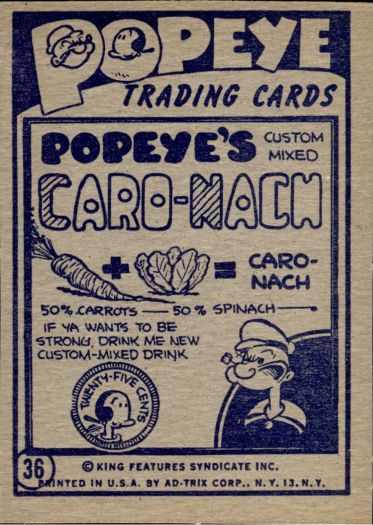 POPEYE
TRADING CARDS
POPEYE'S CUSTOM
MIXED
CARO-NACH
+ = CARO-
NACH
50% CARROTS — 50% SPINACH
IF YA WANTS TO BE
STRONG, DRINK ME NEW
CUSTOM-MIXED DRINK
TWENTY-FIVE CENTS
36
© KING FEATURES SYNDICATE INC.
PRINTED IN U.S.A. BY AD-TRIX CORP., N.Y. 13, N.Y.